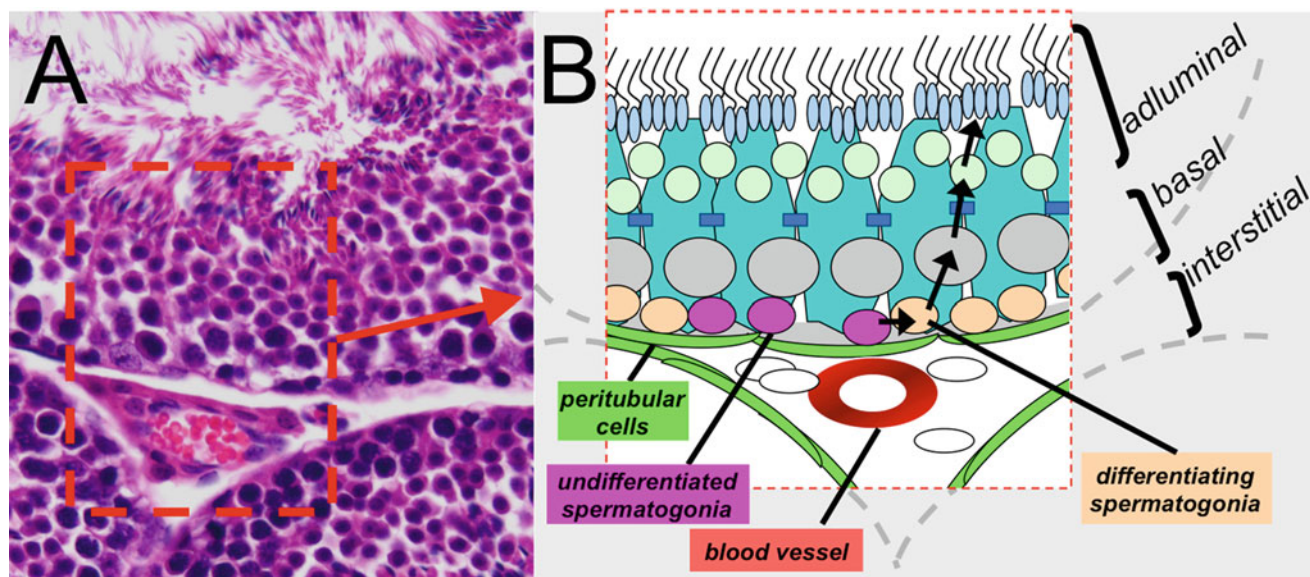 A
B
adluminal
basal
interstitial
peritubular
cells
undifferentiated
spermatogonia
blood vessel
differentiating
spermatogonia